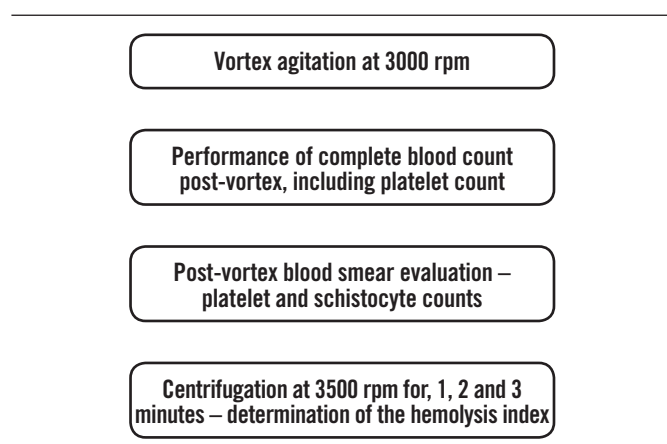 Vortex agitation at 3000 rpm
Performance of complete blood count
post-vortex, including platelet count
Post-vortex blood smear evaluation –
platelet and schistocyte counts
Centrifugation at 3500 rpm for, 1, 2 and 3
minutes – determination of the hemolysis index